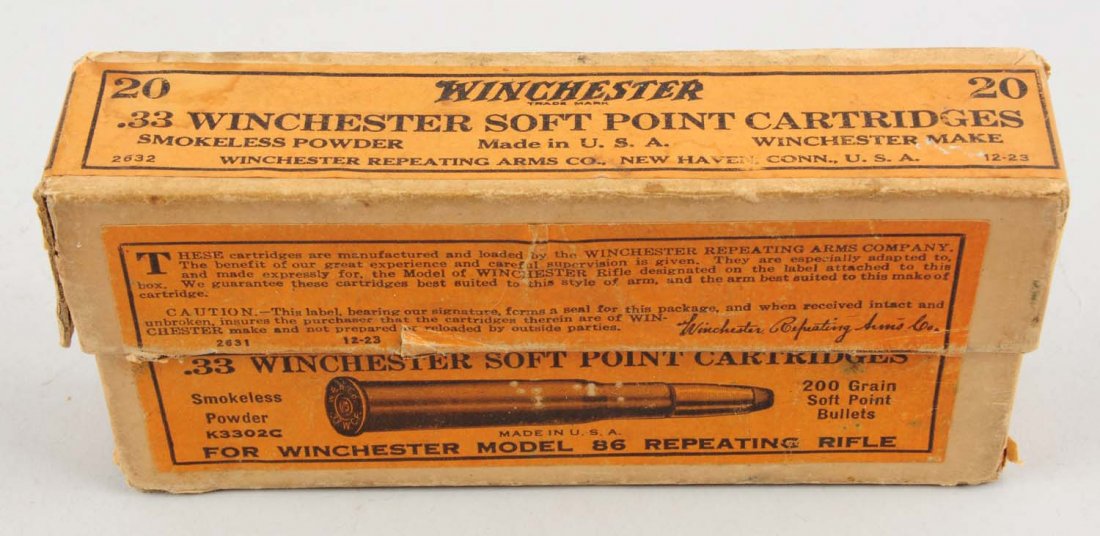 20 WINCHESTER 20
TRADE MARK
.33 WINCHESTER SOFT POINT CARTRIDGES
SMOKELESS POWDER Made in U. S. A. WINCHESTER MAKE
2632 WINCHESTER REPEATING ARMS CO., NEW HAVEN, CONN., U. S. A. 12-23
THESE cartridges are manufactured and loaded by the WINCHESTER REPEATING ARMS COMPANY.
The benefit of our great experience and careful supervision is given. They are especially adapted to,
and made expressly for, the Model of WINCHESTER Rifle designated on the label attached to this
box. We guarantee these cartridges best suited to this style of arm, and the arm best suited to this make of
cartridge.
CAUTION.—This label, bearing our signature, forms a seal for this package, and when received intact and
unbroken, insures the purchaser that the cartridges therein are of WIN-
CHESTER make and not prepared or reloaded by outside parties. Winchester Repeating Arms Co.
2631 12-23
.33 WINCHESTER SOFT POINT CARTRIDGES
Smokeless
Powder
K3302C
200 Grain
Soft Point
Bullets
MADE IN U. S. A.
FOR WINCHESTER MODEL 86 REPEATING RIFLE